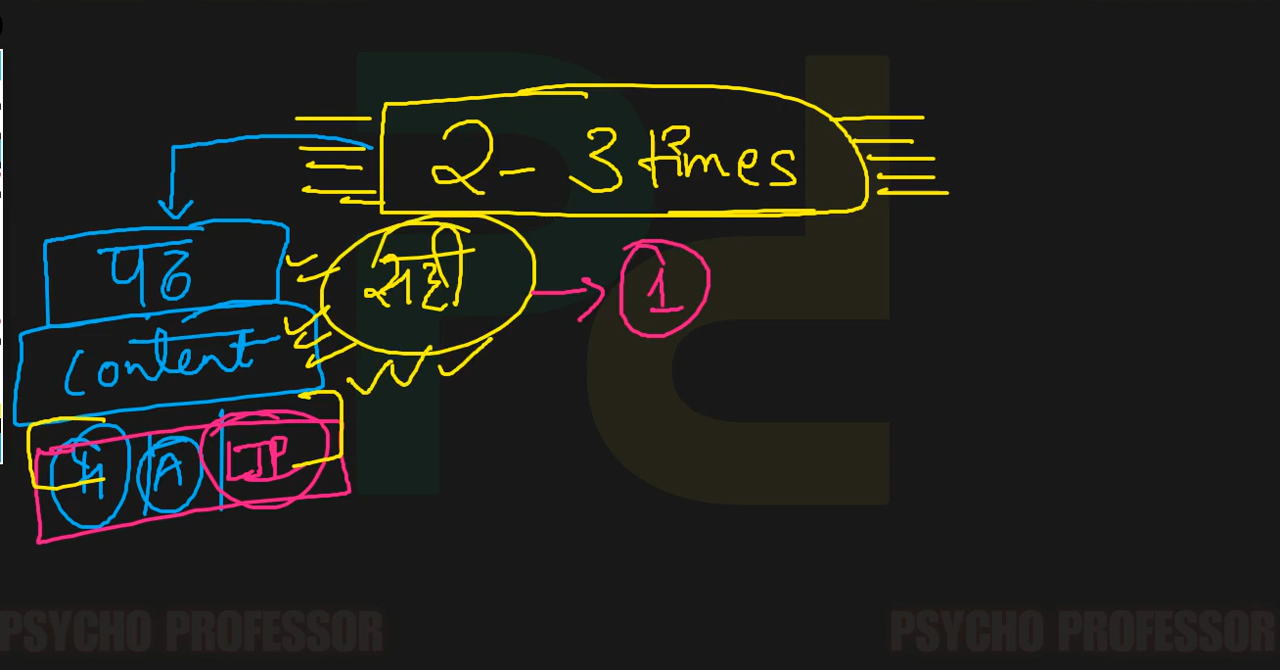 2 - 3 times
पढ
सही → 1
Content
A
PSYCHO PROFESSOR
PSYCHO PROFESSOR